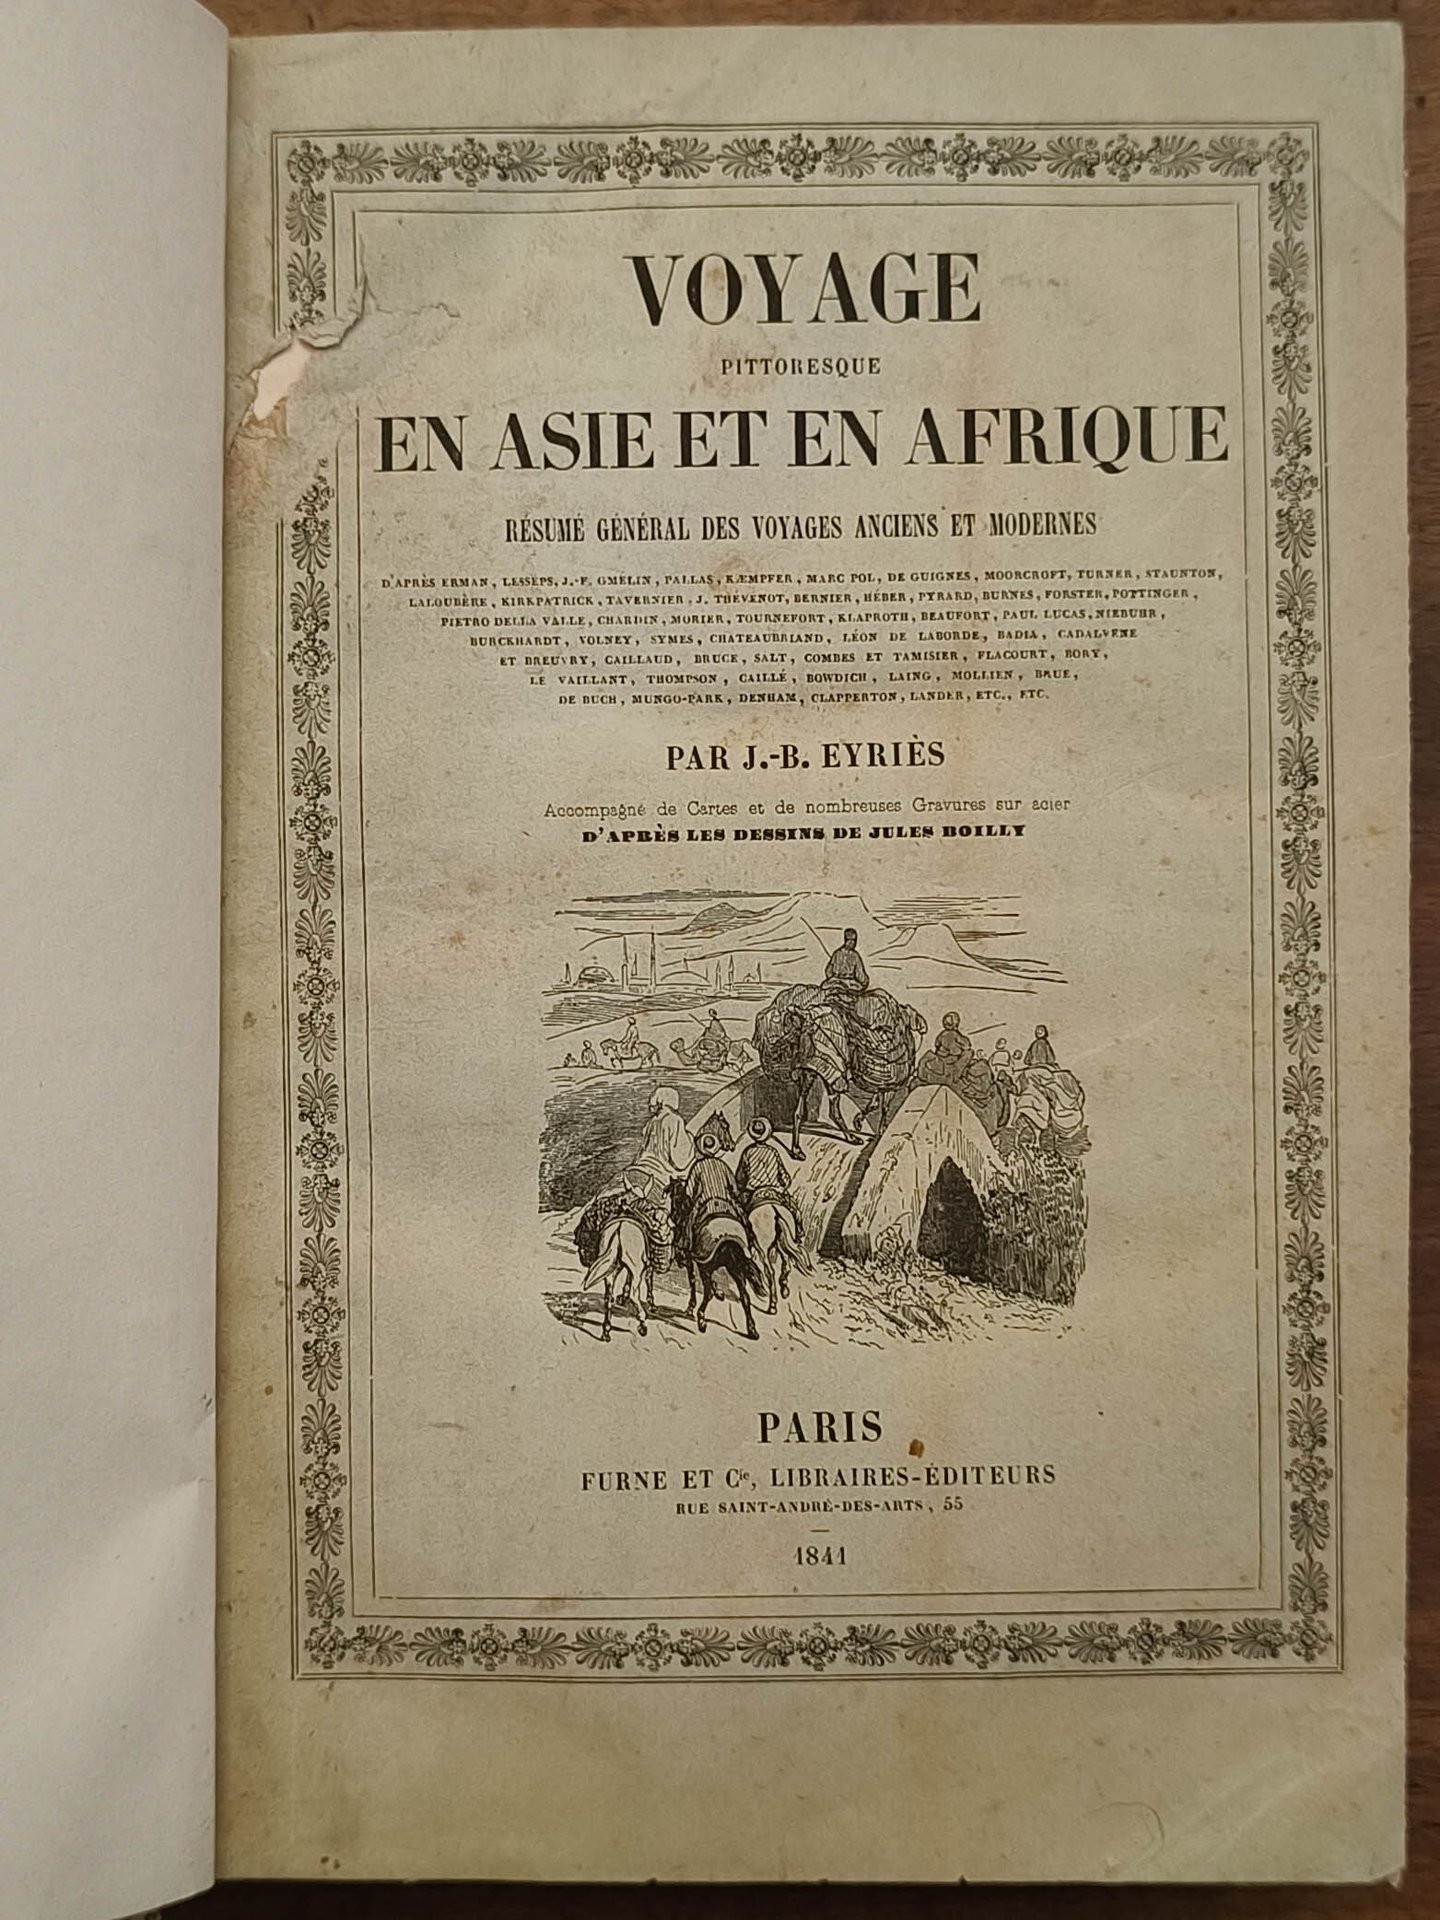 VOYAGE
PITTORESQUE
EN ASIE ET EN AFRIQUE
RÉSUMÉ GÉNÉRAL DES VOYAGES ANCIENS ET MODERNES
D'APRÈS ERMAN, LESSEPS, J.-F. GMÉLIN, PALLAS, KÆMPFER, MARC POL, DE GUIGNES, MOORCROFT, TURNER, STAUNTON,
LALOUBÈRE, KIRKPATRICK, TAVERNIER, J. THÉVENOT, BERNIER, HÉBER, PYRARD, BURNES, FORSTER, POTTINGER,
PIETRO DELLA VALLE, CHARDIN, MORIER, TOURNEFORT, KLAPROTH, BEAUFORT, PAUL LUCAS, NIEBUHR,
BURCKHARDT, VOLNEY, SYMES, CHATEAUBRIAND, LÉON DE LABORDE, BADIA, CADALVENE
ET BREUVRY, CAILLAUD, BRUCE, SALT, COMBES ET TAMISIER, FLACOURT, BORY,
LE VAILLANT, THOMPSON, CAILLÉ, BOWDICH, LAING, MOLLIEN, BRUE,
DE BUCH, MUNGO-PARK, DENHAM, CLAPPERTON, LANDER, ETC., ETC.
PAR J.-B. EYRIÈS
Accompagné de Cartes et de nombreuses Gravures sur acier
D'APRÈS LES DESSINS DE JULES BOILLY
PARIS
FURNE ET Cie, LIBRAIRES-ÉDITEURS
RUE SAINT-ANDRÉ-DES-ARTS, 55
1841